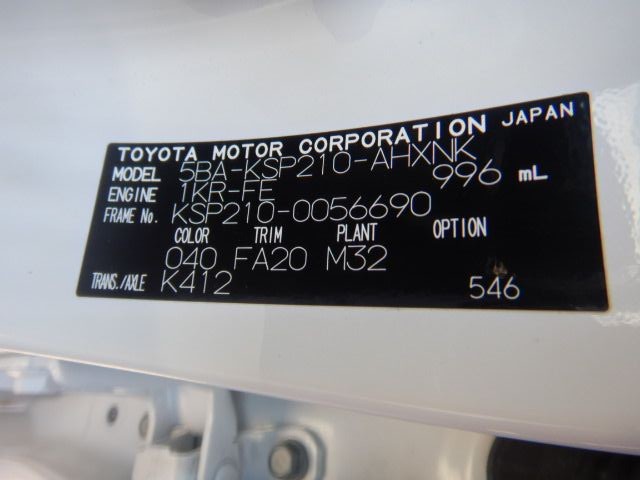 TOYOTA MOTOR CORPORATION JAPAN
MODEL 5BA-KSP210-AHXNK
ENGINE 1KR-FE 996 mL
FRAME No. KSP210-0056690
COLOR TRIM PLANT OPTION
040 FA20 M32
TRANS./AXLE K412 546